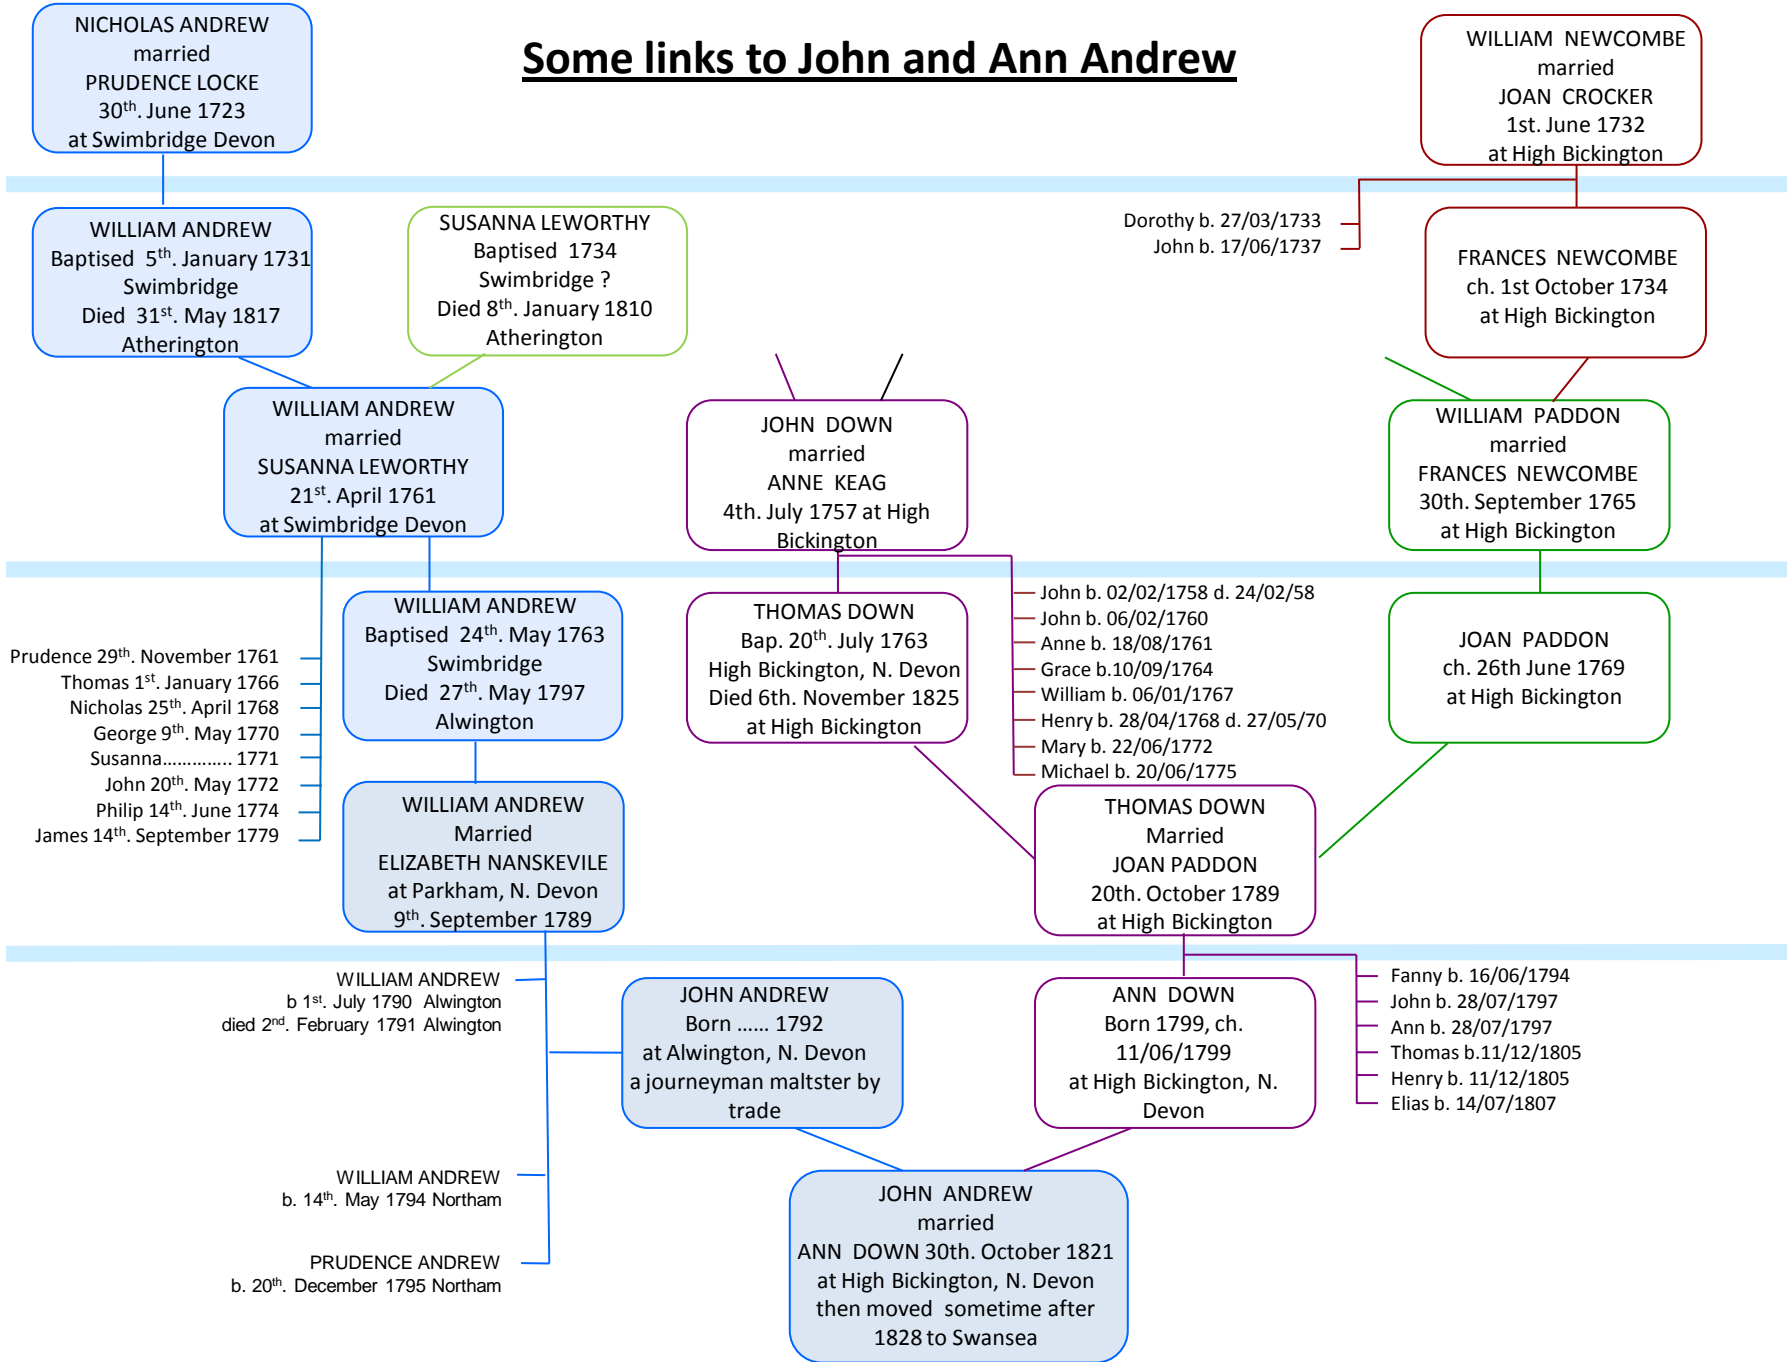 Some links to John and Ann Andrew
NICHOLAS ANDREW
married
PRUDENCE LOCKE
30th. June 1723
at Swimbridge Devon
WILLIAM NEWCOMBE
married
JOAN CROCKER
1st. June 1732
at High Bickington
WILLIAM ANDREW
Baptised 5th. January 1731
Swimbridge
Died 31st. May 1817
Atherington
SUSANNA LEWORTHY
Baptised 1734
Swimbridge ?
Died 8th. January 1810
Atherington
Dorothy b. 27/03/1733
John b. 17/06/1737
FRANCES NEWCOMBE
ch. 1st October 1734
at High Bickington
WILLIAM ANDREW
married
SUSANNA LEWORTHY
21st. April 1761
at Swimbridge Devon
JOHN DOWN
married
ANNE KEAG
4th. July 1757 at High
Bickington
WILLIAM PADDON
married
FRANCES NEWCOMBE
30th. September 1765
at High Bickington
Prudence 29th. November 1761
Thomas 1st. January 1766
Nicholas 25th. April 1768
George 9th. May 1770
Susanna.............. 1771
John 20th. May 1772
Philip 14th. June 1774
James 14th. September 1779
WILLIAM ANDREW
Baptised 24th. May 1763
Swimbridge
Died 27th. May 1797
Alwington
THOMAS DOWN
Bap. 20th. July 1763
High Bickington, N. Devon
Died 6th. November 1825
at High Bickington
John b. 02/02/1758 d. 24/02/58
John b. 06/02/1760
Anne b. 18/08/1761
Grace b.10/09/1764
William b. 06/01/1767
Henry b. 28/04/1768 d. 27/05/70
Mary b. 22/06/1772
Michael b. 20/06/1775
JOAN PADDON
ch. 26th June 1769
at High Bickington
WILLIAM ANDREW
Married
ELIZABETH NANSKEVILE
at Parkham, N. Devon
9th. September 1789
THOMAS DOWN
Married
JOAN PADDON
20th. October 1789
at High Bickington
WILLIAM ANDREW
b 1st. July 1790 Alwington
died 2nd. February 1791 Alwington
JOHN ANDREW
Born ...... 1792
at Alwington, N. Devon
a journeyman maltster by
trade
ANN DOWN
Born 1799, ch.
11/06/1799
at High Bickington, N.
Devon
Fanny b. 16/06/1794
John b. 28/07/1797
Ann b. 28/07/1797
Thomas b.11/12/1805
Henry b. 11/12/1805
Elias b. 14/07/1807
WILLIAM ANDREW
b. 14th. May 1794 Northam
PRUDENCE ANDREW
b. 20th. December 1795 Northam
JOHN ANDREW
married
ANN DOWN 30th. October 1821
at High Bickington, N. Devon
then moved sometime after
1828 to Swansea